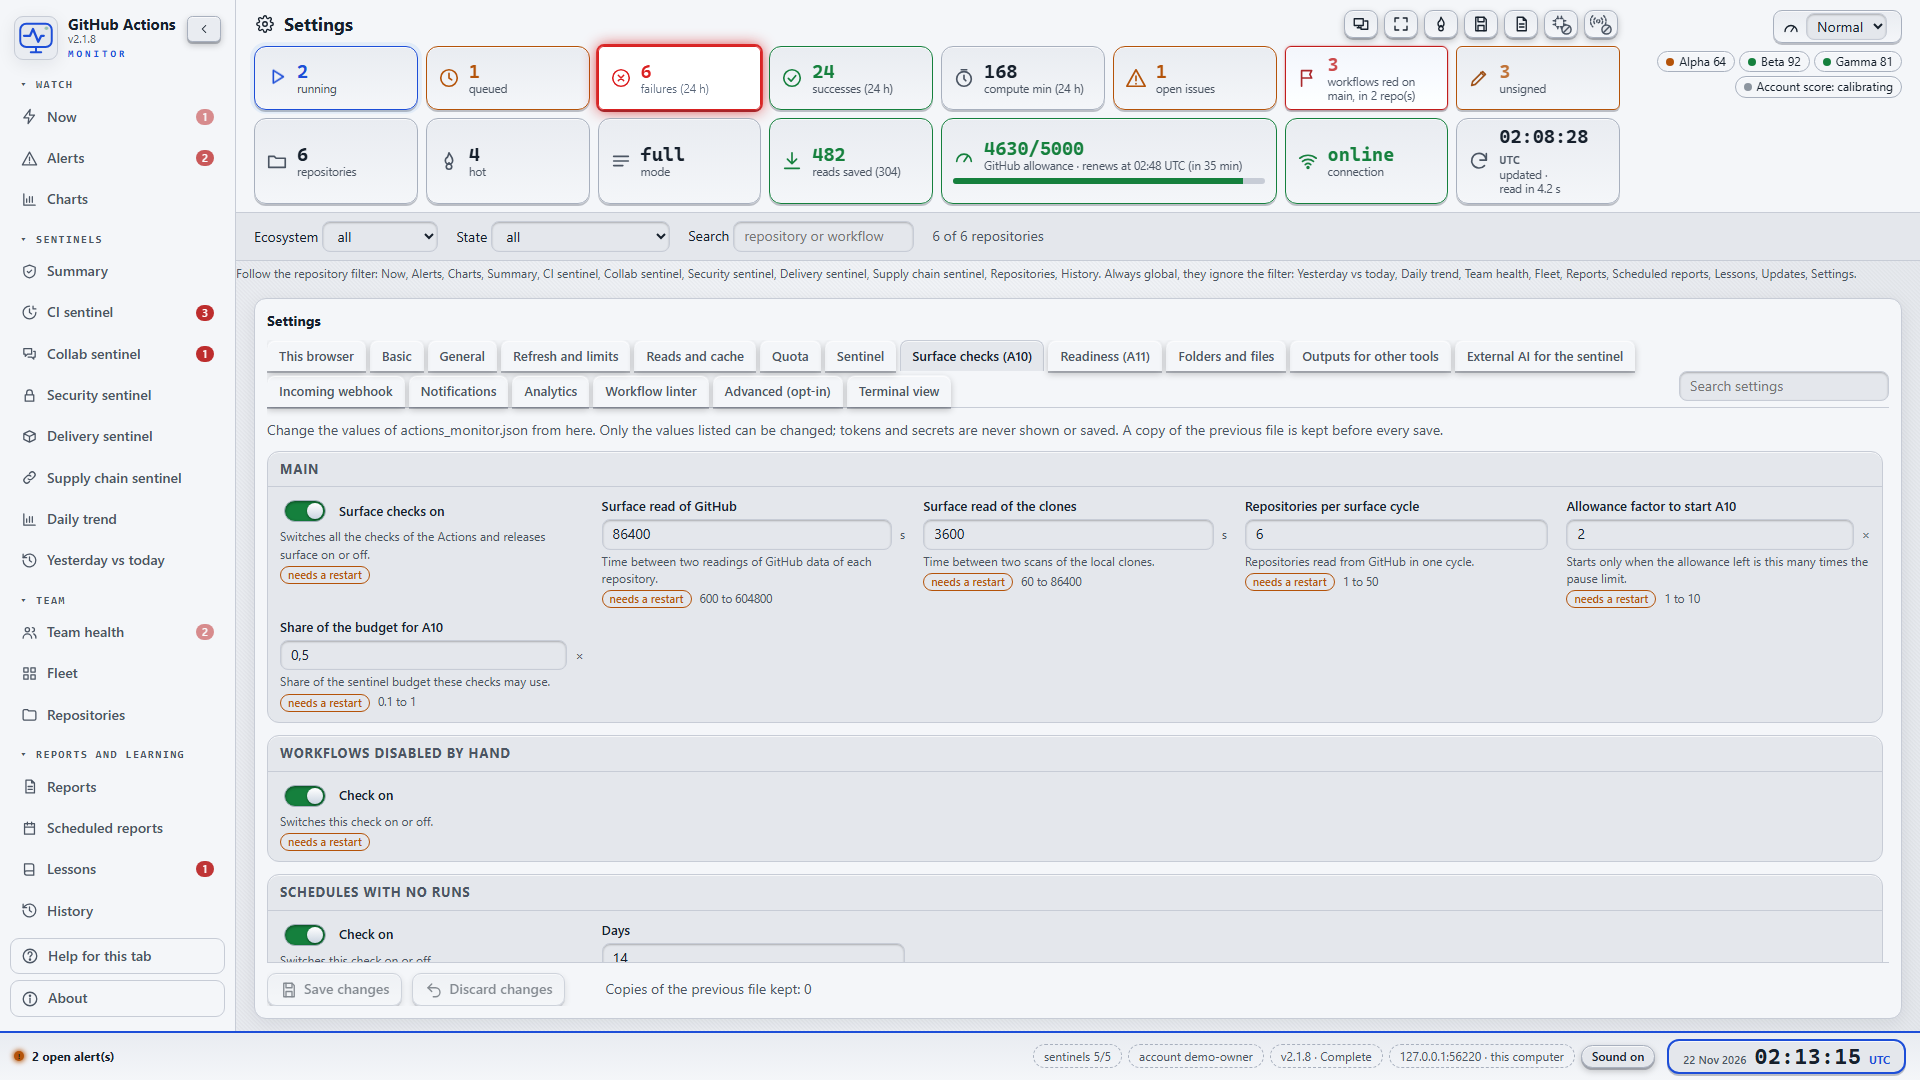 GitHub Actions
v2.1.8
MONITOR
WATCH
Now 1
Alerts 2
Charts
SENTINELS
Summary
CI sentinel 3
Collab sentinel 1
Security sentinel
Delivery sentinel
Supply chain sentinel
Daily trend
Yesterday vs today
TEAM
Team health 2
Fleet
Repositories
REPORTS AND LEARNING
Reports
Scheduled reports
Lessons 1
History
Help for this tab
About
Settings
Normal
2
running
1
queued
6
failures (24 h)
24
successes (24 h)
168
compute min (24 h)
1
open issues
3
workflows red on
main, in 2 repo(s)
3
unsigned
Alpha 64
Beta 92
Gamma 81
Account score: calibrating
6
repositories
4
hot
full
mode
482
reads saved (304)
4630/5000
GitHub allowance · renews at 02:48 UTC (in 35 min)
online
connection
02:08:28
UTC
updated ·
read in 4.2 s
Ecosystem all State all Search repository or workflow 6 of 6 repositories
Follow the repository filter: Now, Alerts, Charts, Summary, CI sentinel, Collab sentinel, Security sentinel, Delivery sentinel, Supply chain sentinel, Repositories, History. Always global, they ignore the filter: Yesterday vs today, Daily trend, Team health, Fleet, Reports, Scheduled reports, Lessons, Updates, Settings.
Settings
This browser Basic General Refresh and limits Reads and cache Quota Sentinel Surface checks (A10) Readiness (A11) Folders and files Outputs for other tools External AI for the sentinel
Incoming webhook Notifications Analytics Workflow linter Advanced (opt-in) Terminal view
Search settings
Change the values of actions_monitor.json from here. Only the values listed can be changed; tokens and secrets are never shown or saved. A copy of the previous file is kept before every save.
MAIN
Surface checks on
Switches all the checks of the Actions and releases
surface on or off.
needs a restart
Surface read of GitHub
86400 s
Time between two readings of GitHub data of each
repository.
needs a restart 600 to 604800
Surface read of the clones
3600 s
Time between two scans of the local clones.
needs a restart 60 to 86400
Repositories per surface cycle
6
Repositories read from GitHub in one cycle.
needs a restart 1 to 50
Allowance factor to start A10
2 ×
Starts only when the allowance left is this many times the
pause limit.
needs a restart 1 to 10
Share of the budget for A10
0,5 ×
Share of the sentinel budget these checks may use.
needs a restart 0.1 to 1
WORKFLOWS DISABLED BY HAND
Check on
Switches this check on or off.
needs a restart
SCHEDULES WITH NO RUNS
Check on
Switches this check on or off.
Days
14
Save changes
Discard changes
Copies of the previous file kept: 0
2 open alert(s)
sentinels 5/5
account demo-owner
v2.1.8 · Complete
127.0.0.1:56220 · this computer
Sound on
22 Nov 2026 02:13:15 UTC